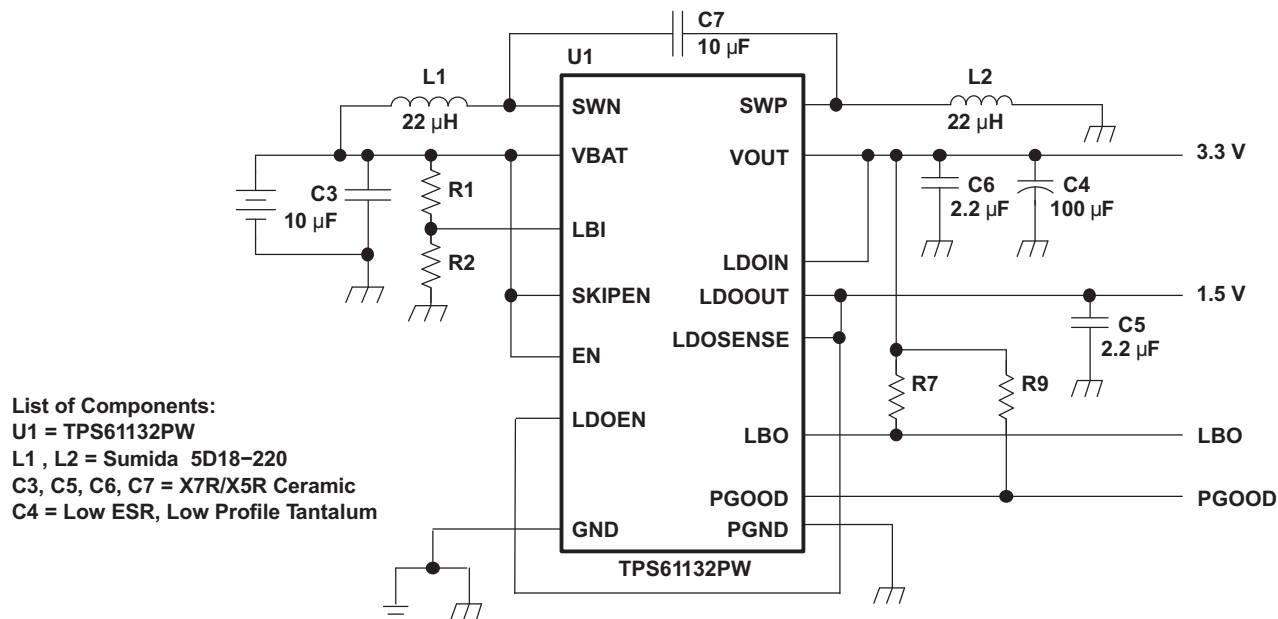 C7
10 µF
U1
L1
22 µH
L2
22 µH
SWN
SWP
VBAT
VOUT
3.3 V
C3
10 µF
R1
C6
2.2 µF
C4
100 µF
LBI
R2
LDOIN
SKIPEN
LDOOUT
1.5 V
LDOSENSE
C5
2.2 µF
EN
R7
R9
List of Components:
U1 = TPS61132PW
L1 , L2 = Sumida 5D18−220
C3, C5, C6, C7 = X7R/X5R Ceramic
C4 = Low ESR, Low Profile Tantalum
LDOEN
LBO
LBO
PGOOD
PGOOD
GND
PGND
TPS61132PW